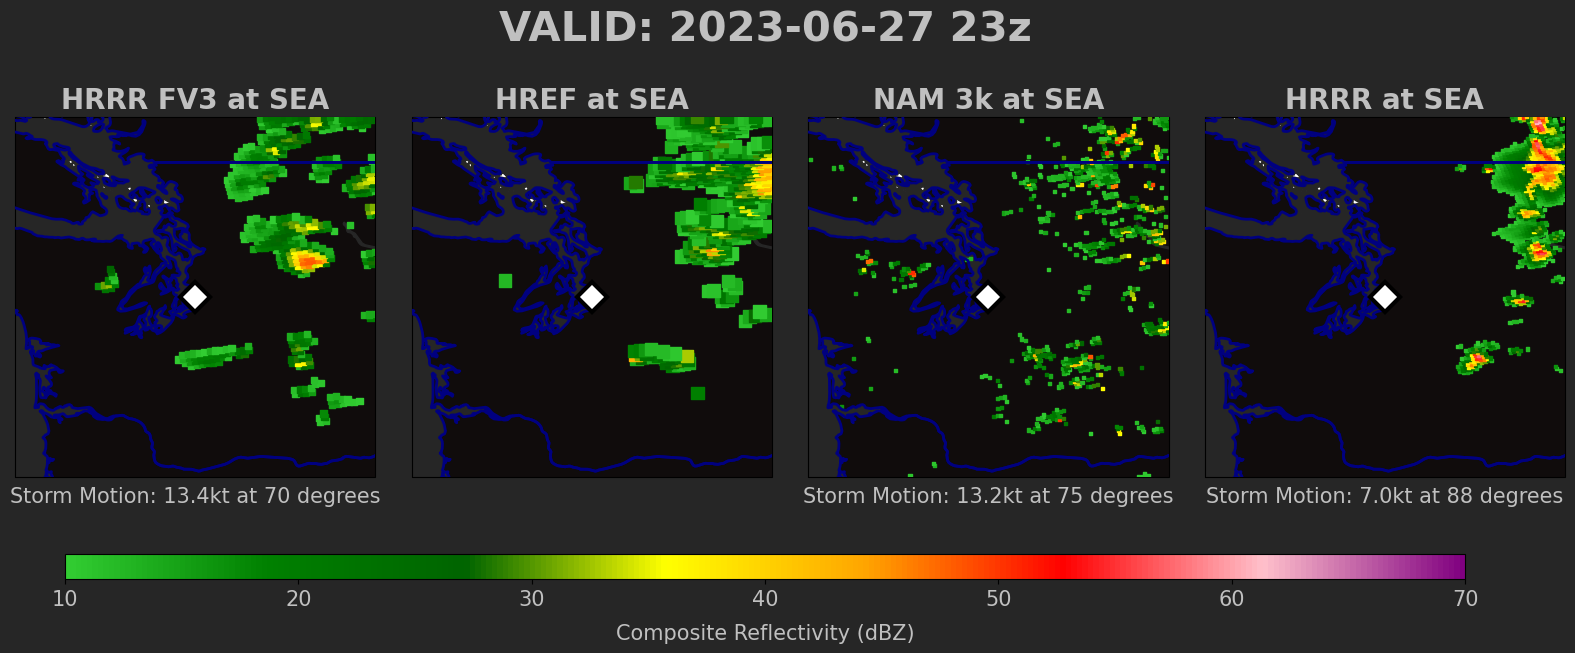 VALID: 2023-06-27 23z
HRRR FV3 at SEA
HREF at SEA
NAM 3k at SEA
HRRR at SEA
Storm Motion: 13.4kt at 70 degrees
Storm Motion: 13.2kt at 75 degrees
Storm Motion: 7.0kt at 88 degrees
10 20 30 40 50 60 70
Composite Reflectivity (dBZ)